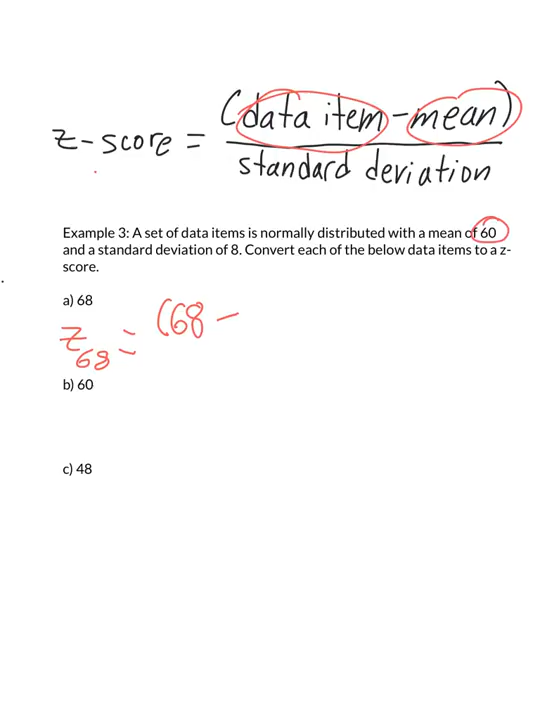 z-score = (data item - mean)
standard deviation
Example 3: A set of data items is normally distributed with a mean of 60
and a standard deviation of 8. Convert each of the below data items to a z-
score.
a) 68
z68 = (68 -
b) 60
c) 48